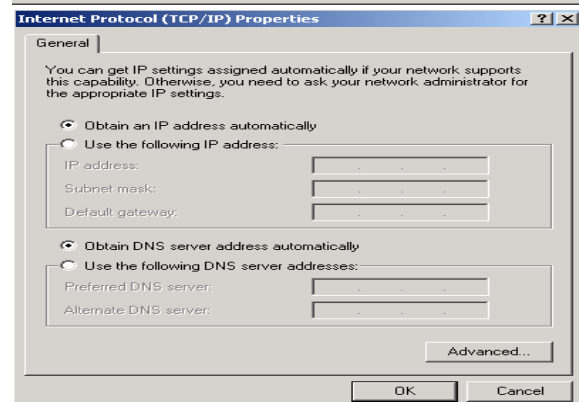 Internet Protocol (TCP/IP) Properties
General
You can get IP settings assigned automatically if your network supports
this capability. Otherwise, you need to ask your network administrator for
the appropriate IP settings.
Obtain an IP address automatically
Use the following IP address:
IP address:
Subnet mask:
Default gateway:
Obtain DNS server address automatically
Use the following DNS server addresses:
Preferred DNS server:
Alternate DNS server:
Advanced...
OK Cancel